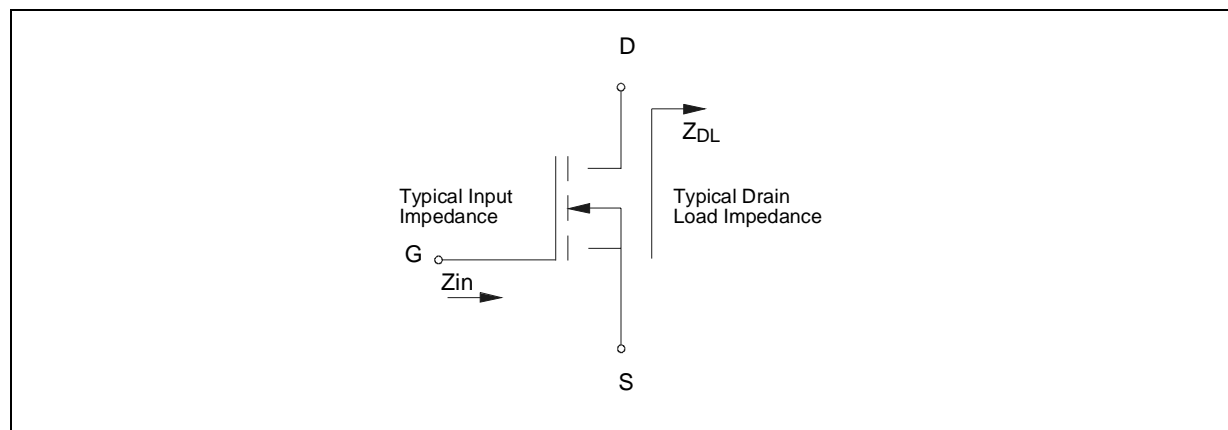 D
Z_DL
Typical Input
Impedance
Typical Drain
Load Impedance
G
Zin
S